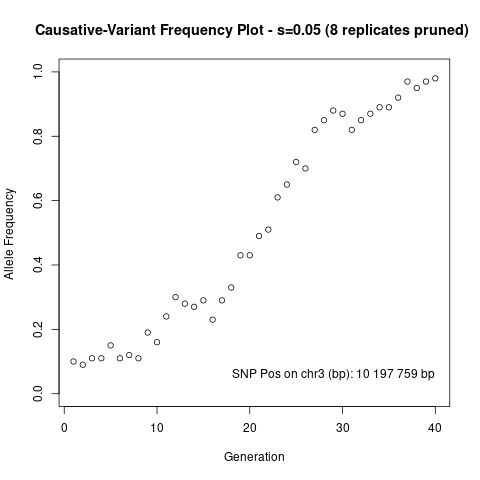 Causative-Variant Frequency Plot - s=0.05 (8 replicates pruned)
Allele Frequency
1.0
0.8
0.6
0.4
0.2
0.0
SNP Pos on chr3 (bp): 10 197 759 bp
0 10 20 30 40
Generation